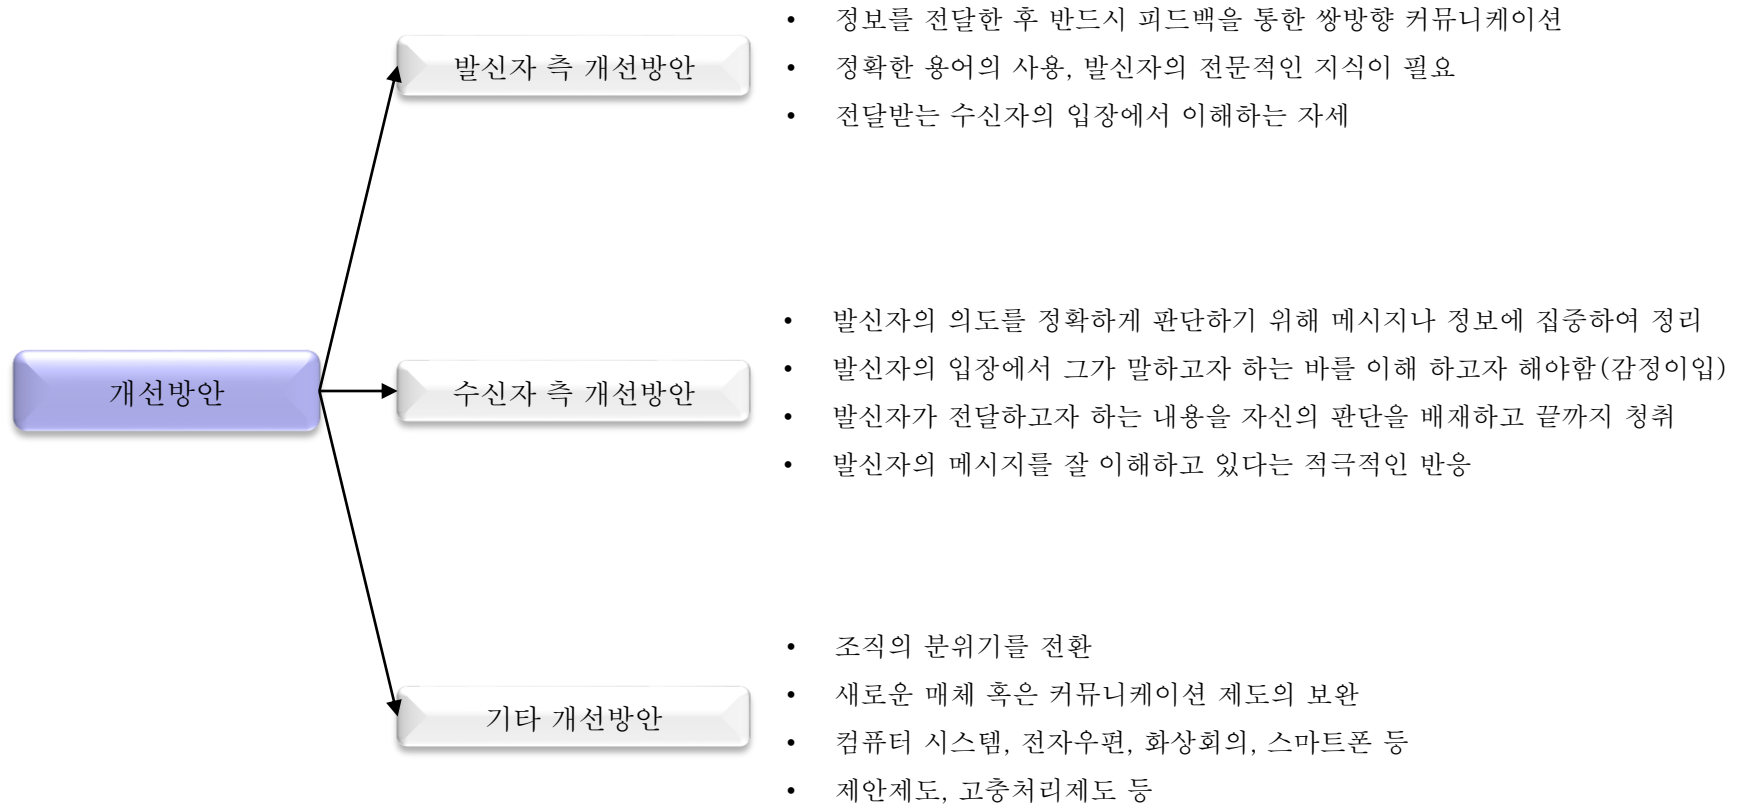 개선방안
발신자 측 개선방안
• 정보를 전달한 후 반드시 피드백을 통한 쌍방향 커뮤니케이션
• 정확한 용어의 사용, 발신자의 전문적인 지식이 필요
• 전달받는 수신자의 입장에서 이해하는 자세
수신자 측 개선방안
• 발신자의 의도를 정확하게 판단하기 위해 메시지나 정보에 집중하여 정리
• 발신자의 입장에서 그가 말하고자 하는 바를 이해 하고자 해야함(감정이입)
• 발신자가 전달하고자 하는 내용을 자신의 판단을 배재하고 끝까지 청취
• 발신자의 메시지를 잘 이해하고 있다는 적극적인 반응
기타 개선방안
• 조직의 분위기를 전환
• 새로운 매체 혹은 커뮤니케이션 제도의 보완
• 컴퓨터 시스템, 전자우편, 화상회의, 스마트폰 등
• 제안제도, 고충처리제도 등